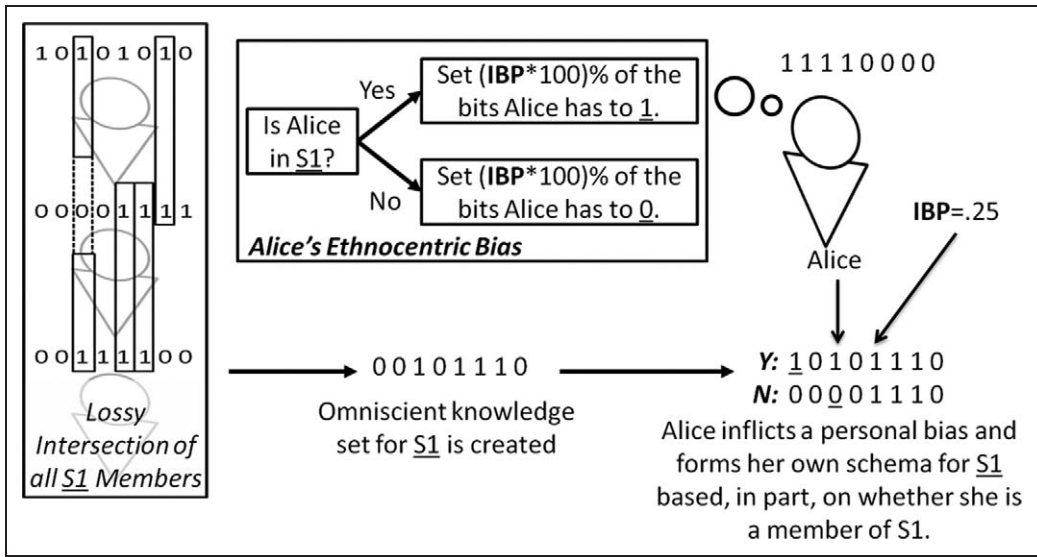 1 0 1 0 1 0 1 0
0 0 0 0 1 1 1 1
0 0 1 1 1 1 0 0
Lossy
Intersection of
all S1 Members
Is Alice
in S1?
Yes
No
Set (IBP*100)% of the
bits Alice has to 1.
Set (IBP*100)% of the
bits Alice has to 0.
Alice's Ethnocentric Bias
1 1 1 1 0 0 0 0
Alice
IBP=.25
0 0 1 0 1 1 1 0
Omniscient knowledge
set for S1 is created
Y: 1 0 1 0 1 1 1 0
N: 0 0 0 0 1 1 1 0
Alice inflicts a personal bias and
forms her own schema for S1
based, in part, on whether she is
a member of S1.